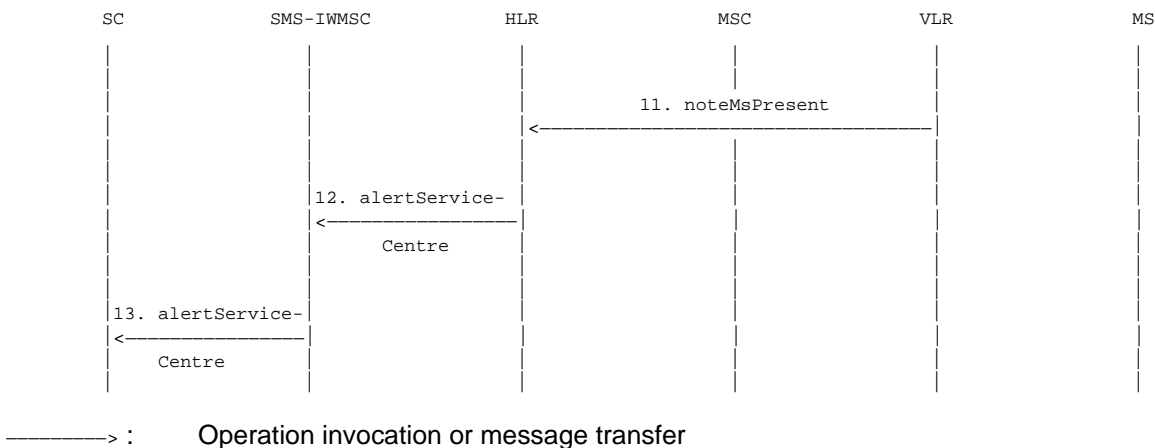 SC SMS-IWMSC HLR MSC VLR MS
11. noteMsPresent
12. alertService-
Centre
13. alertService-
Centre
: Operation invocation or message transfer